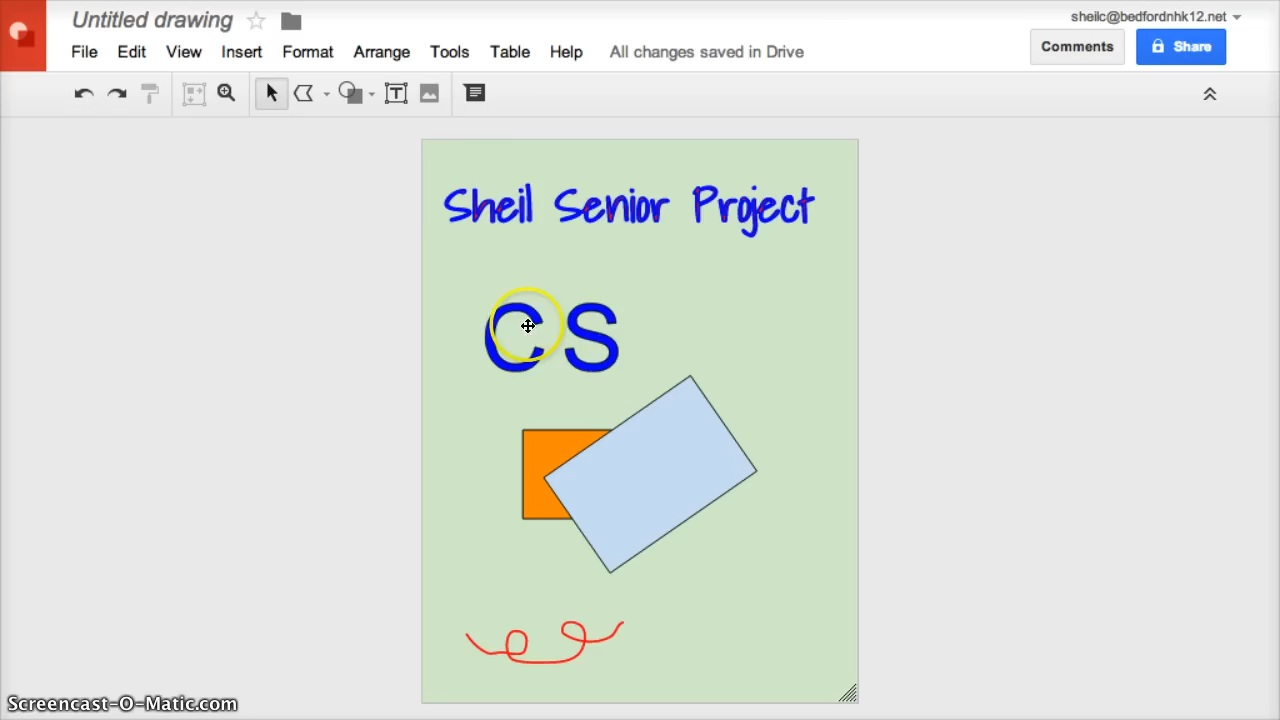 Untitled drawing
sheilc@bedfordnhk12.net
File Edit View Insert Format Arrange Tools Table Help All changes saved in Drive
Comments
Share
Sheil Senior Project
CS
Screencast-O-Matic.com